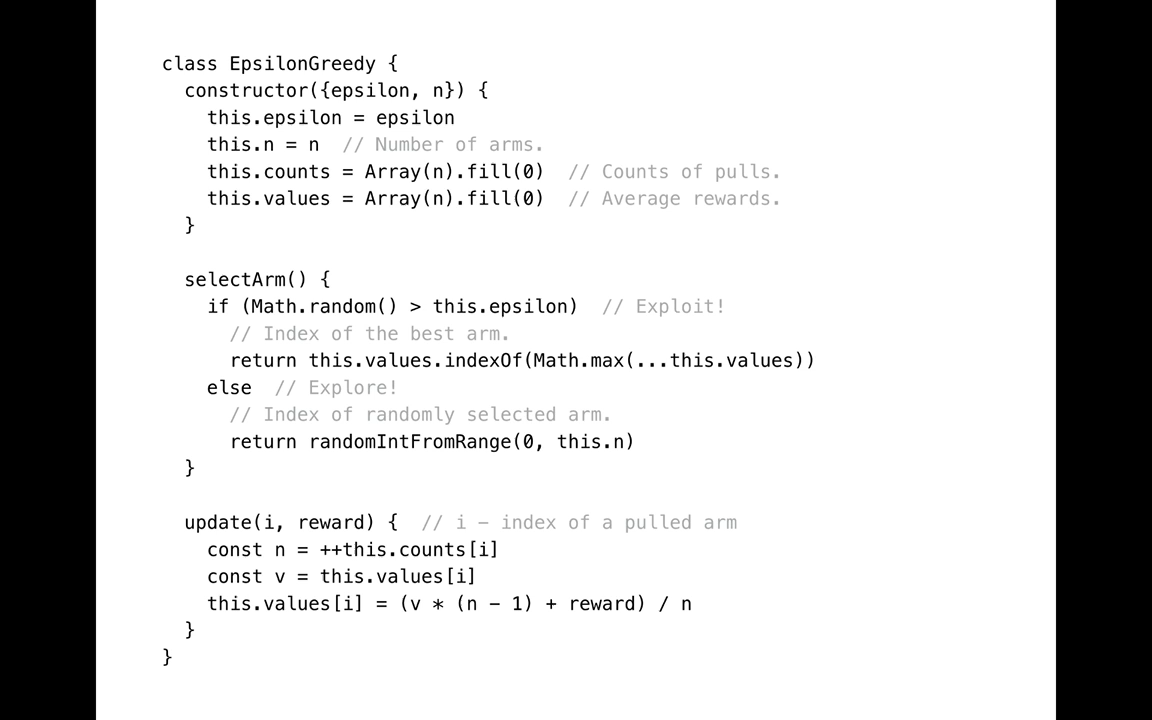 class EpsilonGreedy {
  constructor({epsilon, n}) {
    this.epsilon = epsilon
    this.n = n  // Number of arms.
    this.counts = Array(n).fill(0)  // Counts of pulls.
    this.values = Array(n).fill(0)  // Average rewards.
  }
  selectArm() {
    if (Math.random() > this.epsilon)  // Exploit!
      // Index of the best arm.
      return this.values.indexOf(Math.max(...this.values))
    else  // Explore!
      // Index of randomly selected arm.
      return randomIntFromRange(0, this.n)
  }
  update(i, reward) {  // i – index of a pulled arm
    const n = ++this.counts[i]
    const v = this.values[i]
    this.values[i] = (v * (n − 1) + reward) / n
  }
}